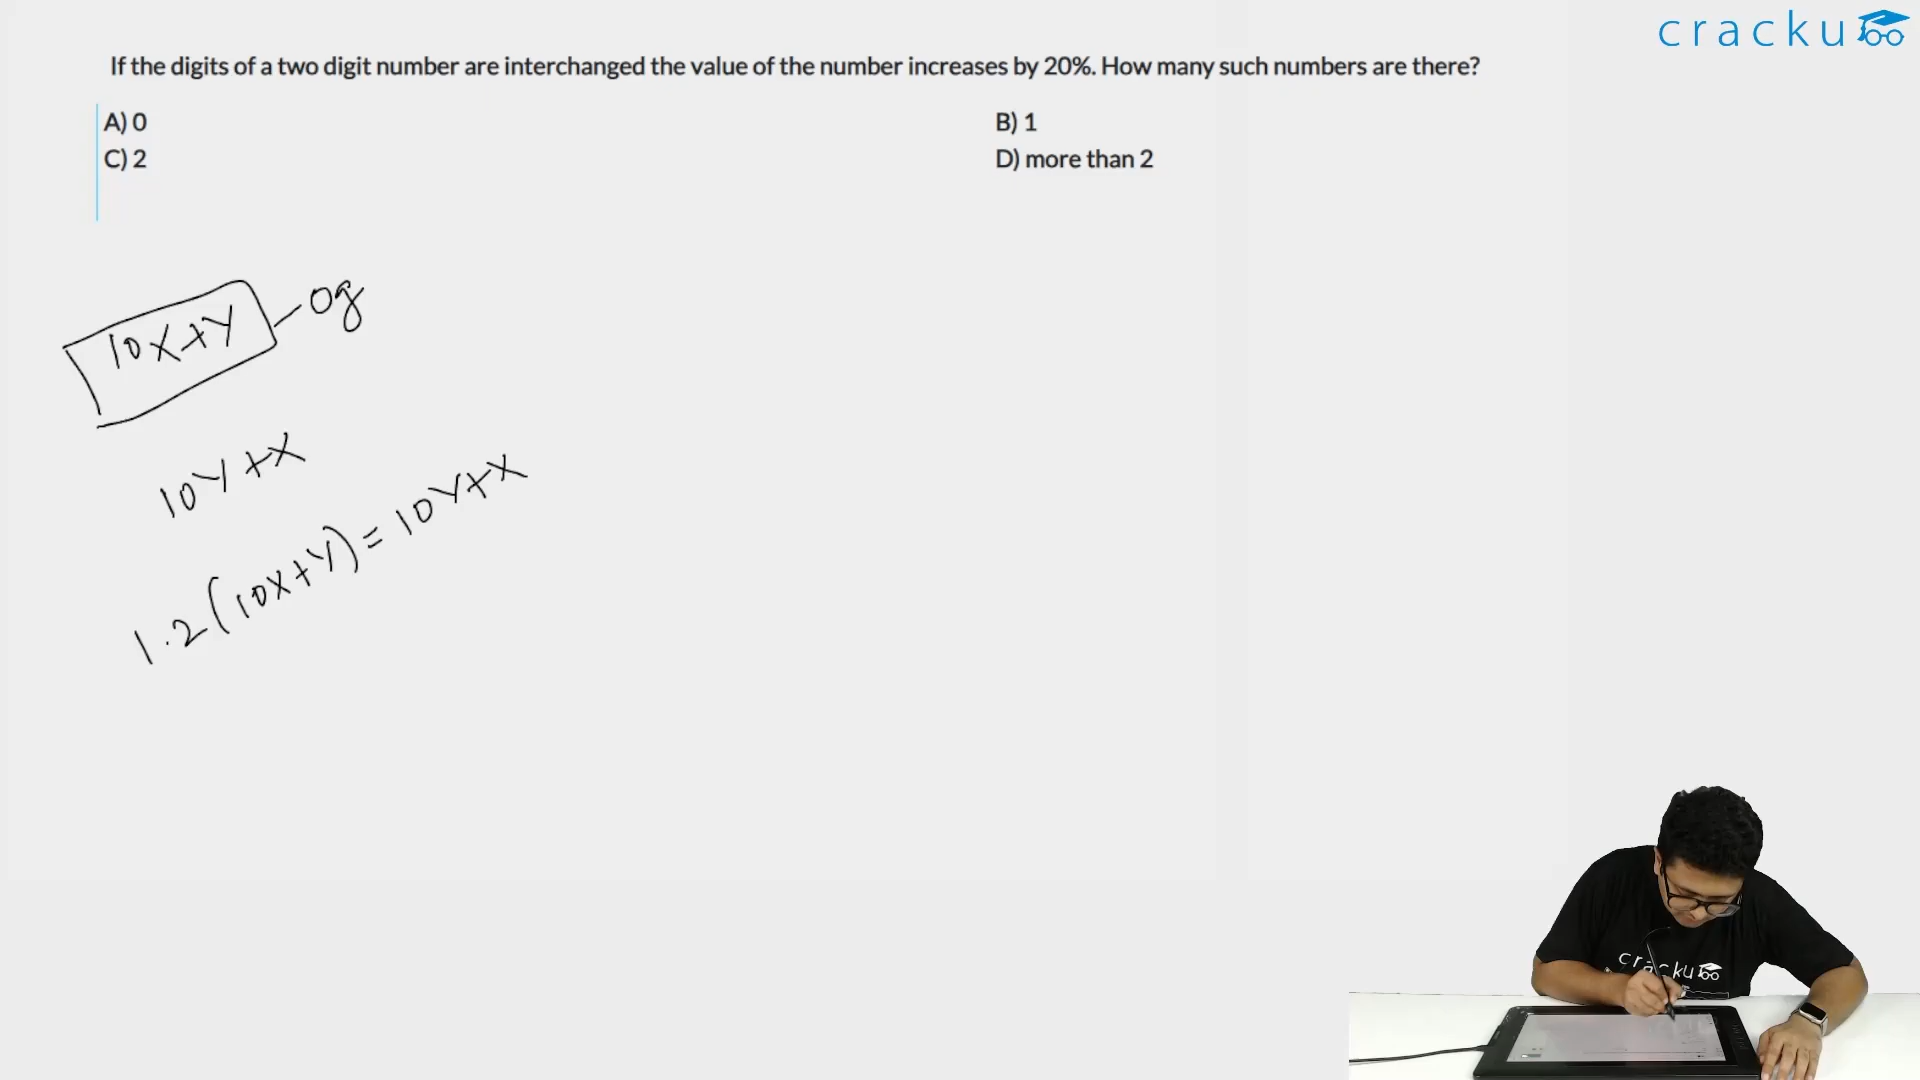 cracku
If the digits of a two digit number are interchanged the value of the number increases by 20%. How many such numbers are there?
A) 0
B) 1
C) 2
D) more than 2
10X+Y - Og
10Y+X
1.2(10X+Y)=10Y+X
cracku